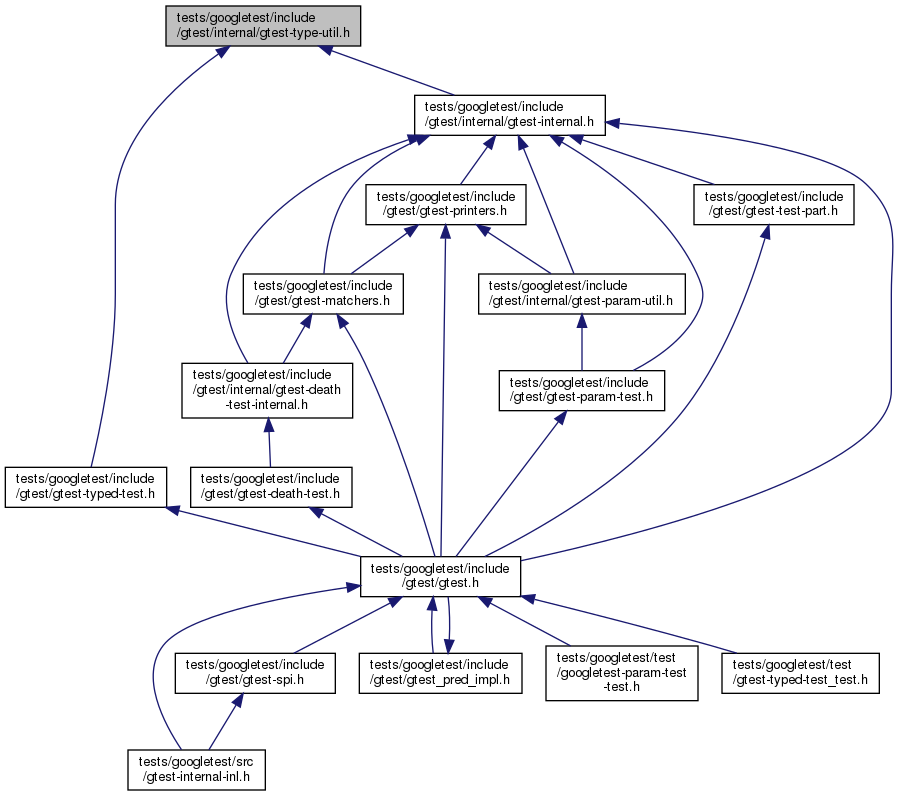 tests/googletest/include
/gtest/internal/gtest-type-util.h
tests/googletest/include
/gtest/internal/gtest-internal.h
tests/googletest/include
/gtest/gtest-printers.h
tests/googletest/include
/gtest/gtest-test-part.h
tests/googletest/include
/gtest/gtest-matchers.h
tests/googletest/include
/gtest/internal/gtest-param-util.h
tests/googletest/include
/gtest/internal/gtest-death
-test-internal.h
tests/googletest/include
/gtest/gtest-param-test.h
tests/googletest/include
/gtest/gtest-typed-test.h
tests/googletest/include
/gtest/gtest-death-test.h
tests/googletest/include
/gtest/gtest.h
tests/googletest/include
/gtest/gtest-spi.h
tests/googletest/include
/gtest/gtest_pred_impl.h
tests/googletest/test
/googletest-param-test
-test.h
tests/googletest/test
/gtest-typed-test_test.h
tests/googletest/src
/gtest-internal-inl.h